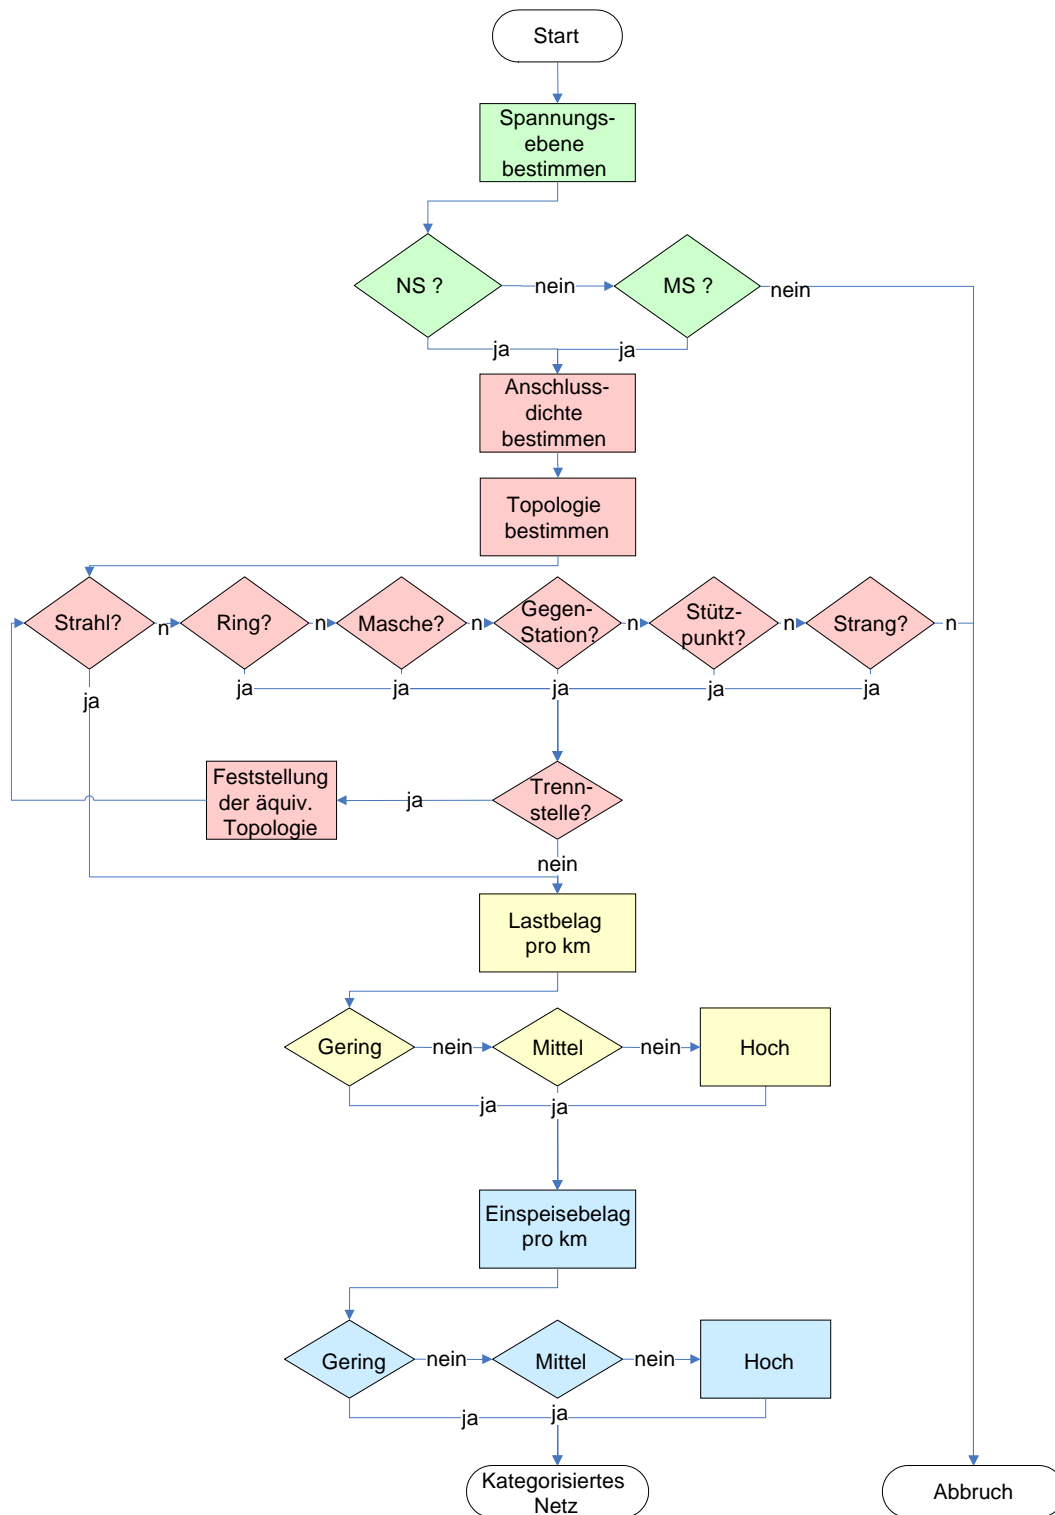 Start
Spannungs-
ebene
bestimmen
NS ?
nein
MS ?
nein
ja
ja
Anschluss-
dichte
bestimmen
Topologie
bestimmen
Strahl?
n
Ring?
n
Masche?
n
Gegen-
Station?
n
Stütz-
punkt?
n
Strang?
n
ja
ja
ja
ja
ja
ja
Feststellung
der äquiv.
Topologie
ja
Trenn-
stelle?
nein
Lastbelag
pro km
Gering
nein
Mittel
nein
Hoch
ja
ja
Einspeisebelag
pro km
Gering
nein
Mittel
nein
Hoch
ja
ja
Kategorisiertes
Netz
Abbruch